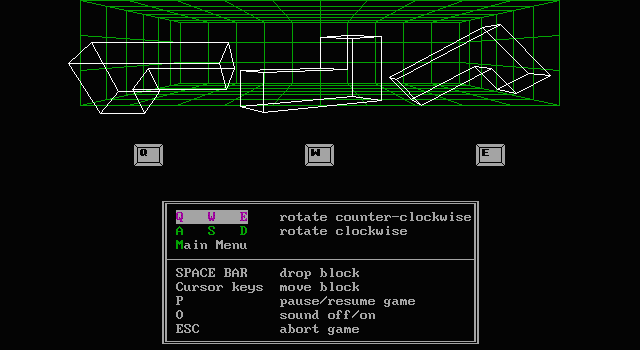 Q W E
Q W E rotate counter-clockwise
A S D rotate clockwise
Main Menu
SPACE BAR drop block
Cursor keys move block
P pause/resume game
O sound off/on
ESC abort game